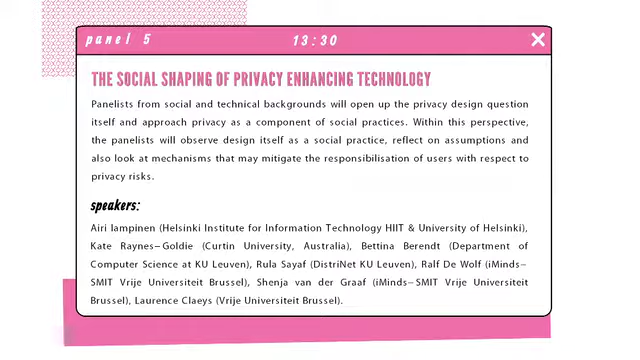 panel 5
13:30
THE SOCIAL SHAPING OF PRIVACY ENHANCING TECHNOLOGY
Panelists from social and technical backgrounds will open up the privacy design question
itself and approach privacy as a component of social practices. Within this perspective,
the panelists will observe design itself as a social practice, reflect on assumptions and
also look at mechanisms that may mitigate the responsibilisation of users with respect to
privacy risks.
speakers:
Airi lampinen (Helsinki Institute for Information Technology HIIT & University of Helsinki),
Kate Raynes-Goldie (Curtin University, Australia), Bettina Berendt (Department of
Computer Science at KU Leuven), Rula Sayaf (DistriNet KU Leuven), Ralf De Wolf (iMinds-
SMIT Vrije Universiteit Brussel), Shenja van der Graaf (iMinds-SMIT Vrije Universiteit
Brussel), Laurence Claeys (Vrije Universiteit Brussel).